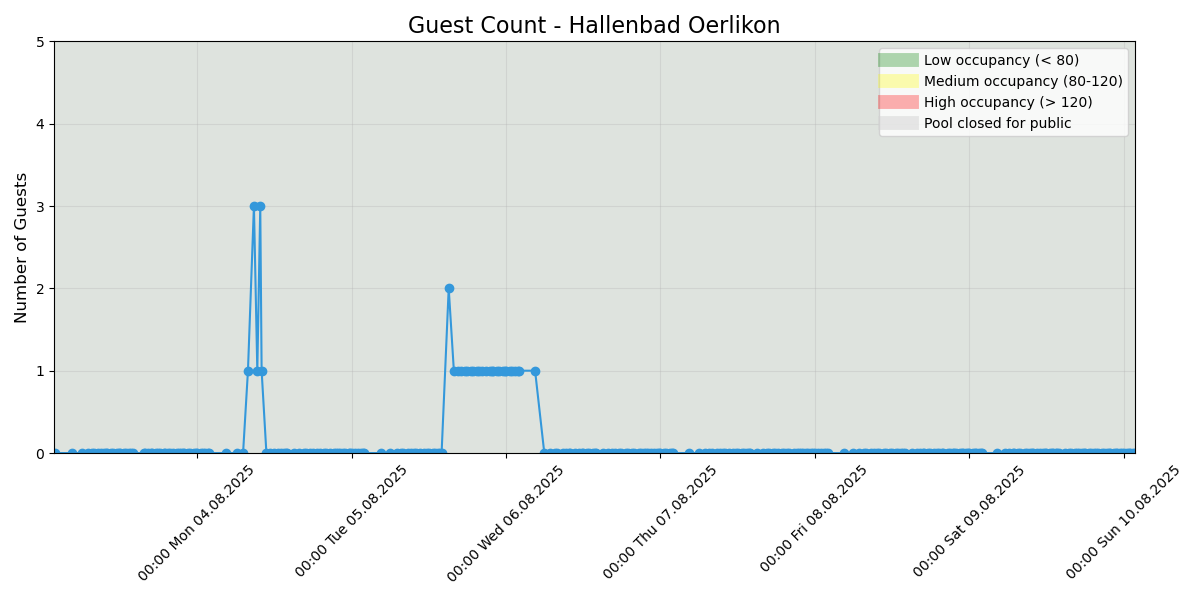 Guest Count - Hallenbad Oerlikon
Number of Guests
5
4
3
2
1
0
Low occupancy (< 80)
Medium occupancy (80-120)
High occupancy (> 120)
Pool closed for public
00:00 Mon 04.08.2025
00:00 Tue 05.08.2025
00:00 Wed 06.08.2025
00:00 Thu 07.08.2025
00:00 Fri 08.08.2025
00:00 Sat 09.08.2025
00:00 Sun 10.08.2025